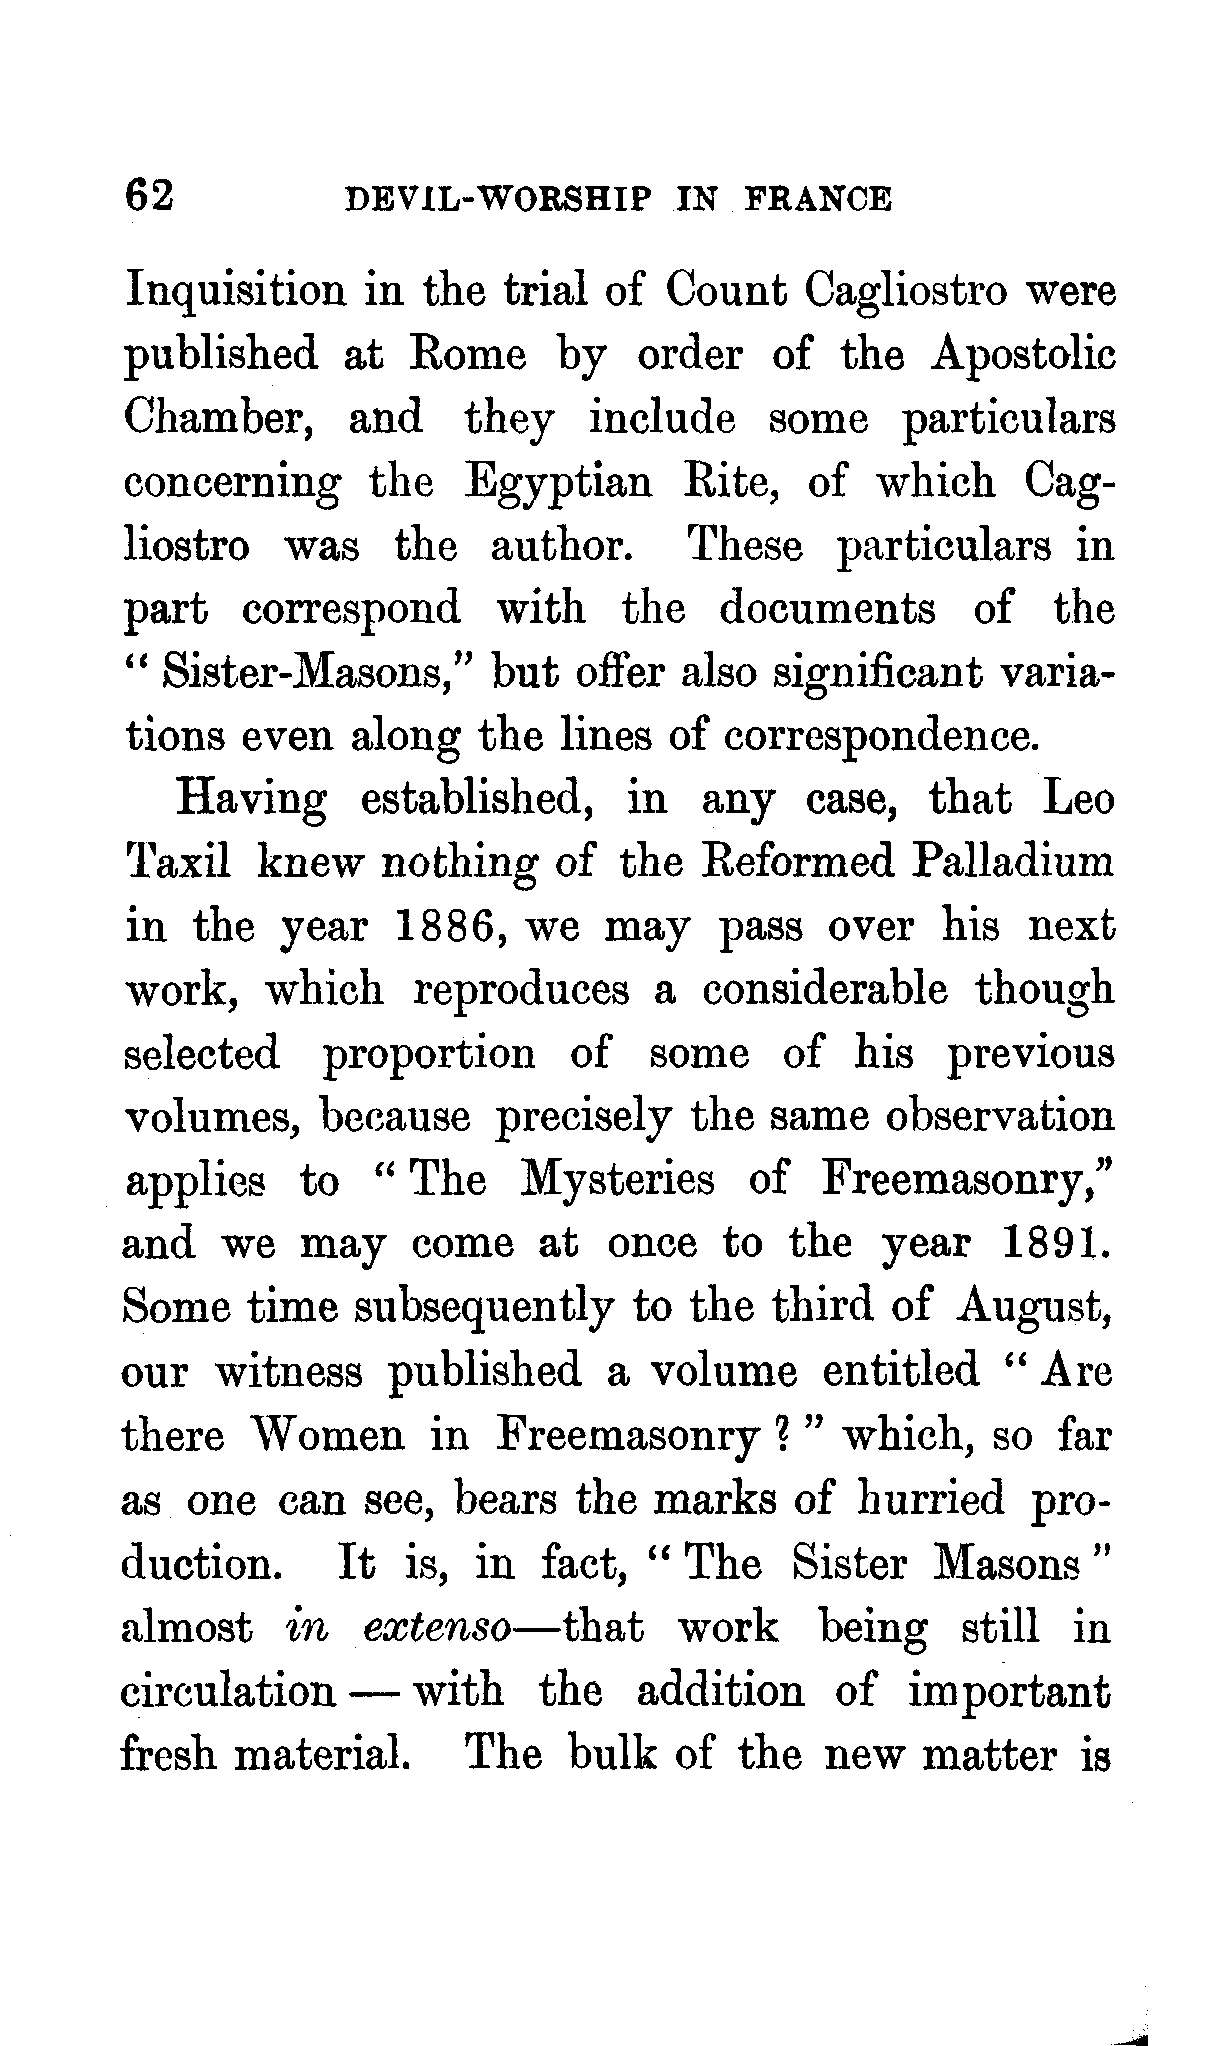 62 DEVIL-WORSHIP IN FRANCE
Inquisition in the trial of Count Cagliostro were
published at Rome by order of the Apostolic
Chamber, and they include some particulars
concerning the Egyptian Rite, of which Cag-
liostro was the author. These particulars in
part correspond with the documents of the
" Sister-Masons," but offer also significant varia-
tions even along the lines of correspondence.
Having established, in any case, that Leo
Taxil knew nothing of the Reformed Palladium
in the year 1886, we may pass over his next
work, which reproduces a considerable though
selected proportion of some of his previous
volumes, because precisely the same observation
applies to " The Mysteries of Freemasonry,"
and we may come at once to the year 1891.
Some time subsequently to the third of August,
our witness published a volume entitled " Are
there Women in Freemasonry ? " which, so far
as one can see, bears the marks of hurried pro-
duction. It is, in fact, " The Sister Masons "
almost in extenso—that work being still in
circulation — with the addition of important
fresh material. The bulk of the new matter is